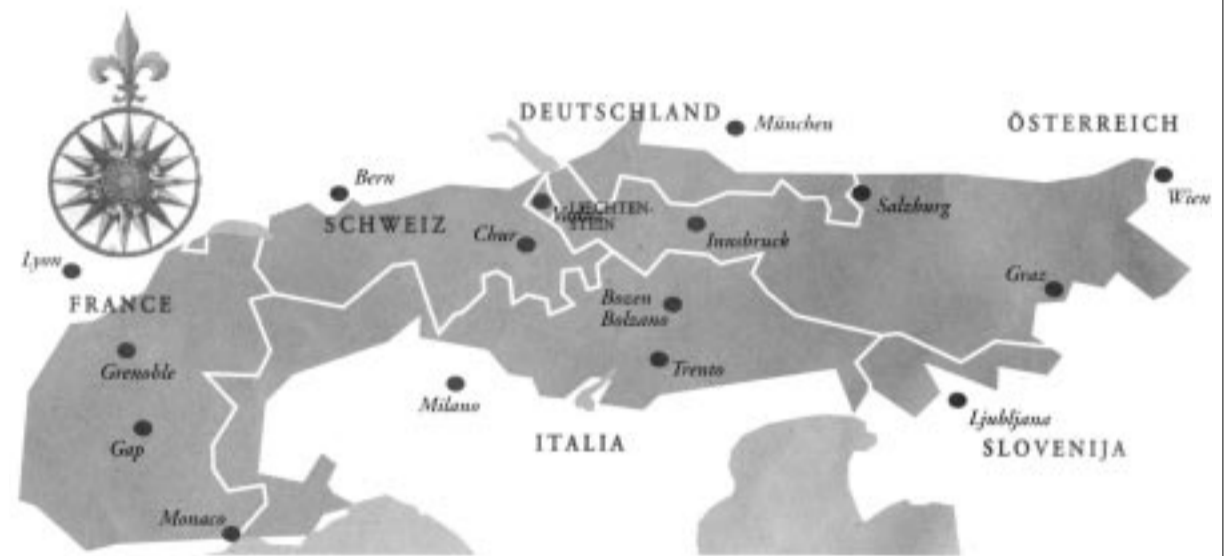 DEUTSCHLAND
München
ÖSTERREICH
Bern
Wien
SCHWEIZ
LIECHTEN-
STEIN
Salzburg
Chur
Innsbruck
Lyon
Graz
FRANCE
Bozen
Bolzano
Grenoble
Trento
Milano
Ljubljana
Gap
ITALIA
SLOVENIJA
Monaco